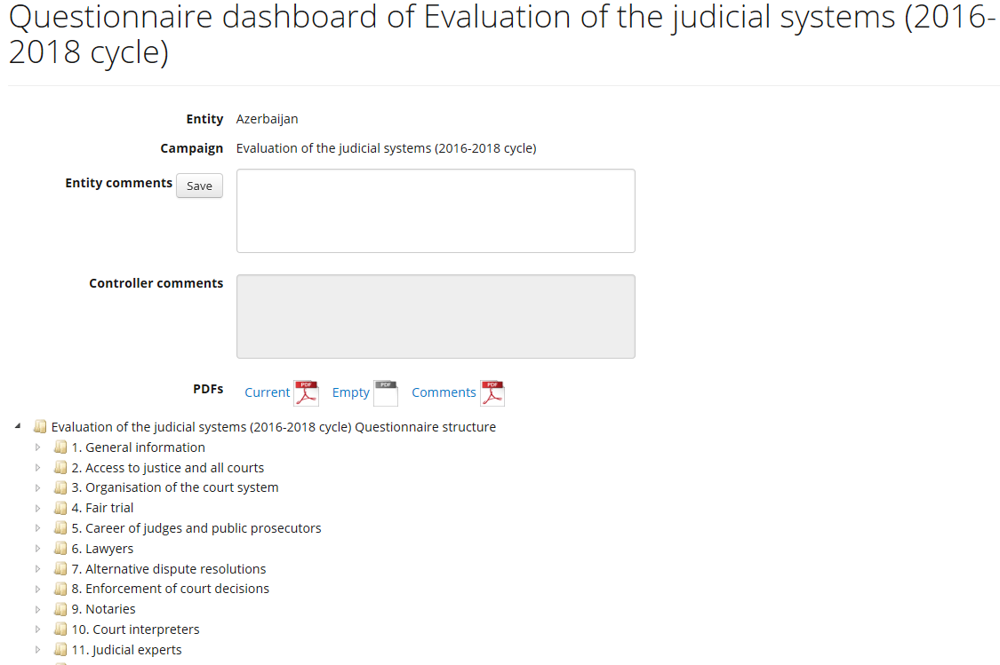 Questionnaire dashboard of Evaluation of the judicial systems (2016-
2018 cycle)
Entity Azerbaijan
Campaign Evaluation of the judicial systems (2016-2018 cycle)
Entity comments Save
Controller comments
PDFs Current PDF Empty PDF Comments PDF
Evaluation of the judicial systems (2016-2018 cycle) Questionnaire structure
1. General information
2. Access to justice and all courts
3. Organisation of the court system
4. Fair trial
5. Career of judges and public prosecutors
6. Lawyers
7. Alternative dispute resolutions
8. Enforcement of court decisions
9. Notaries
10. Court interpreters
11. Judicial experts